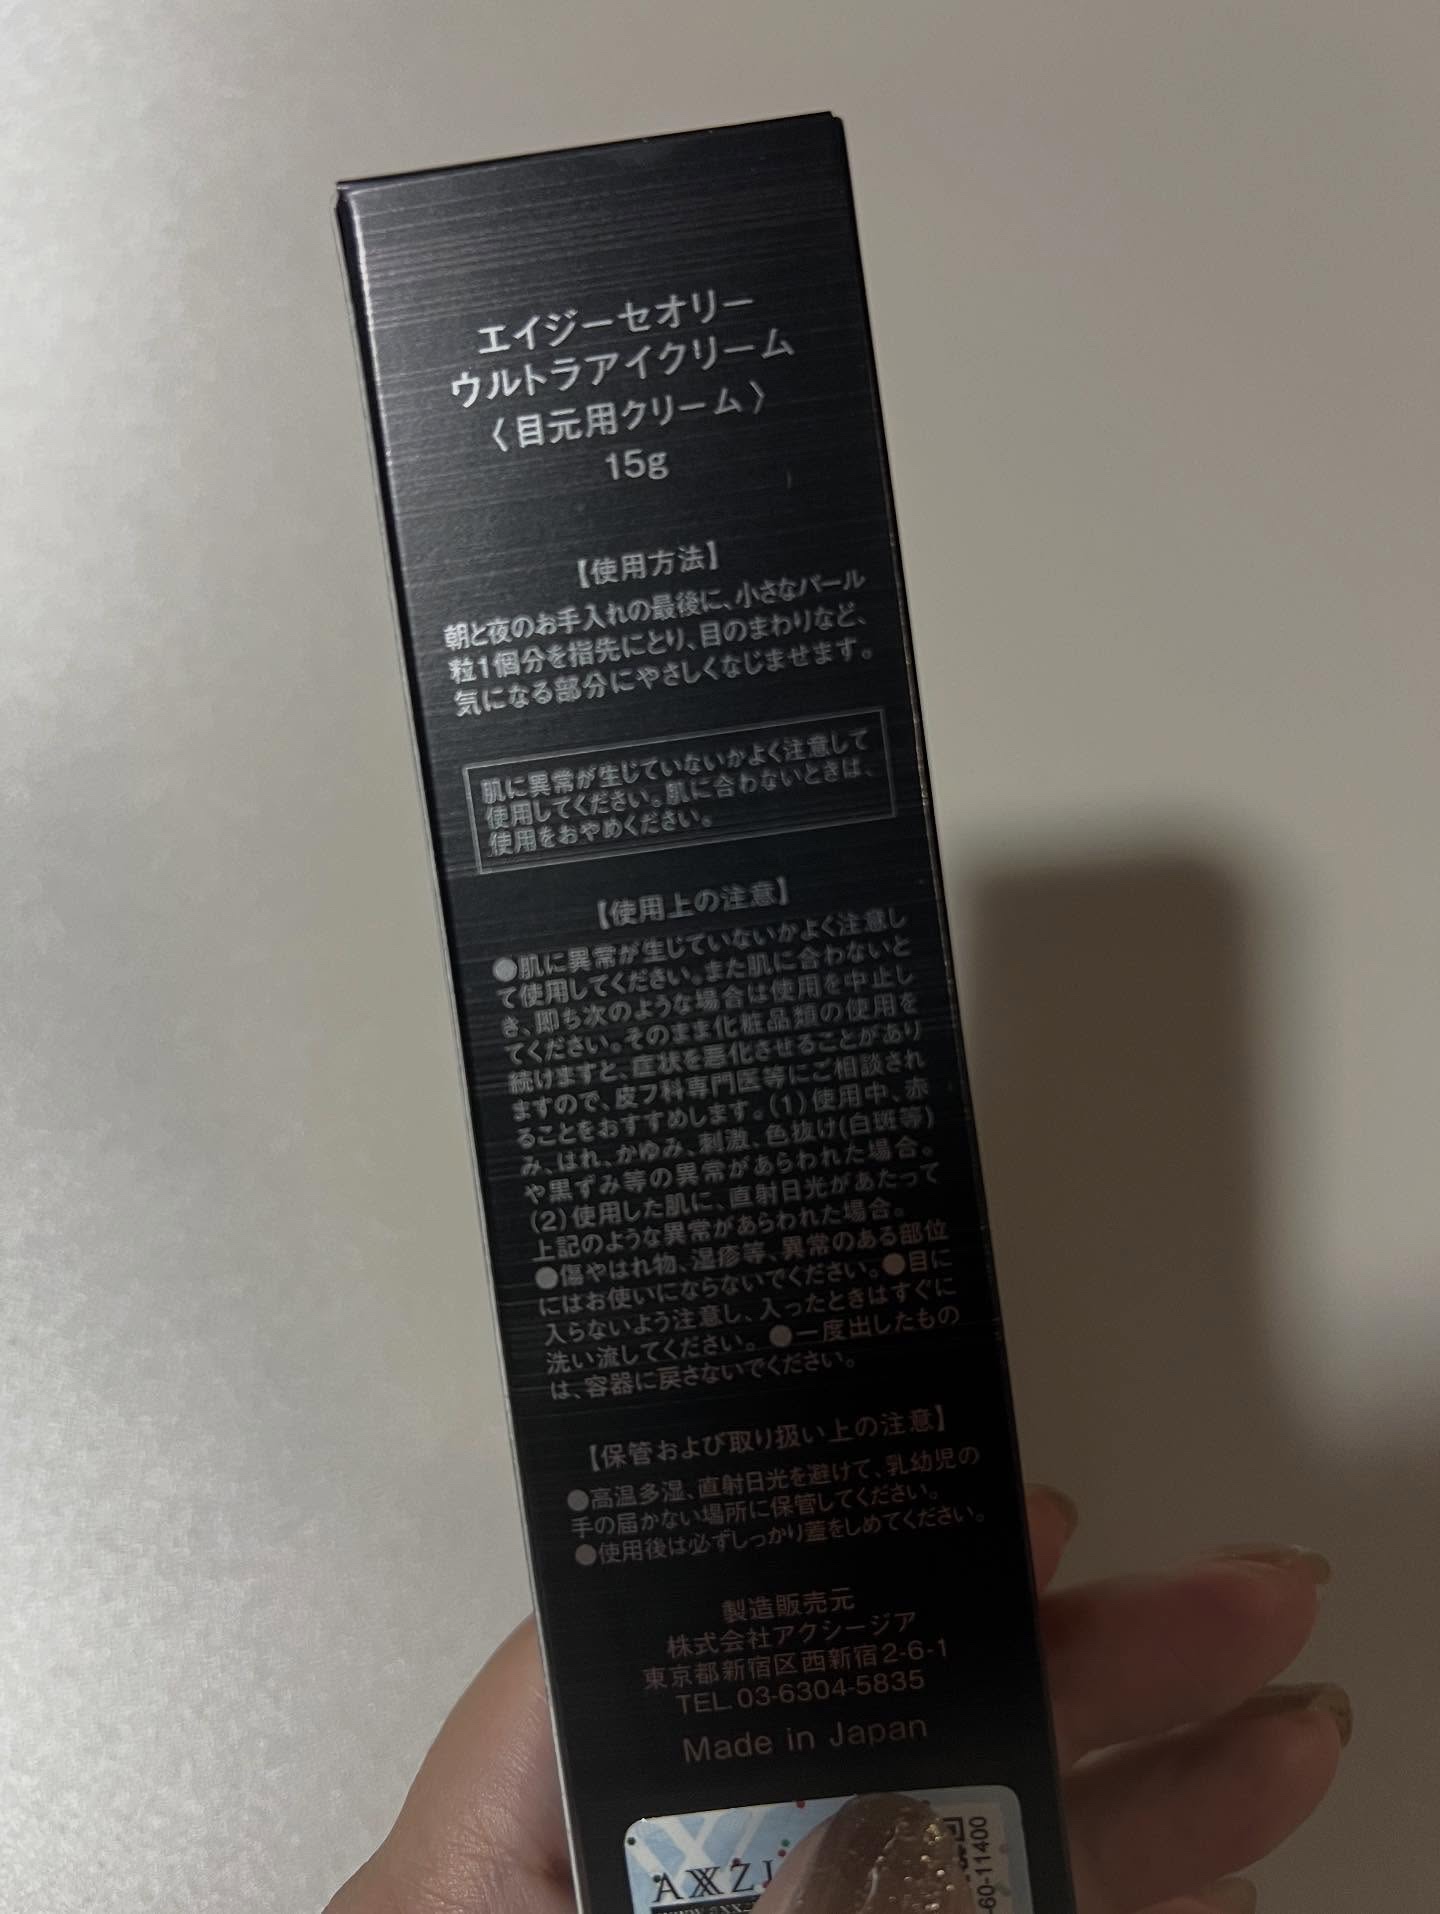 エイジーセオリー
ウルトラアイクリーム
〈目元用クリーム〉
15g
【使用方法】
朝と夜のお手入れの最後に、小さなパール
粒1個分を指先にとり、目のまわりなど、
気になる部分にやさしくなじませます。
肌に異常が生じていないかよく注意して
使用してください。肌に合わないときは、
使用をおやめください。
【使用上の注意】
●肌に異常が生じていないかよく注意し
て使用してください。また肌に合わないと
き、即ち次のような場合は使用を中止し
てください。そのまま化粧品類の使用を
続けますと、症状を悪化させることがあり
ますので、皮フ科専門医等にご相談され
ることをおすすめします。(1)使用中、赤
み、はれ、かゆみ、刺激、色抜け(白斑等)
や黒ずみ等の異常があらわれた場合。
(2)使用した肌に、直射日光があたって
上記のような異常があらわれた場合。
●傷やはれ物、湿疹等、異常のある部位
にはお使いにならないでください。●目に
入らないよう注意し、入ったときはすぐに
洗い流してください。●一度出したもの
は、容器に戻さないでください。
【保管および取り扱い上の注意】
●高温多湿、直射日光を避けて、乳幼児の
手の届かない場所に保管してください。
●使用後は必ずしっかり蓋をしめてください。
製造販売元
株式会社アクシージア
東京都新宿区西新宿2-6-1
TEL.03-6304-5835
Made in Japan
AXXZI
60-11400